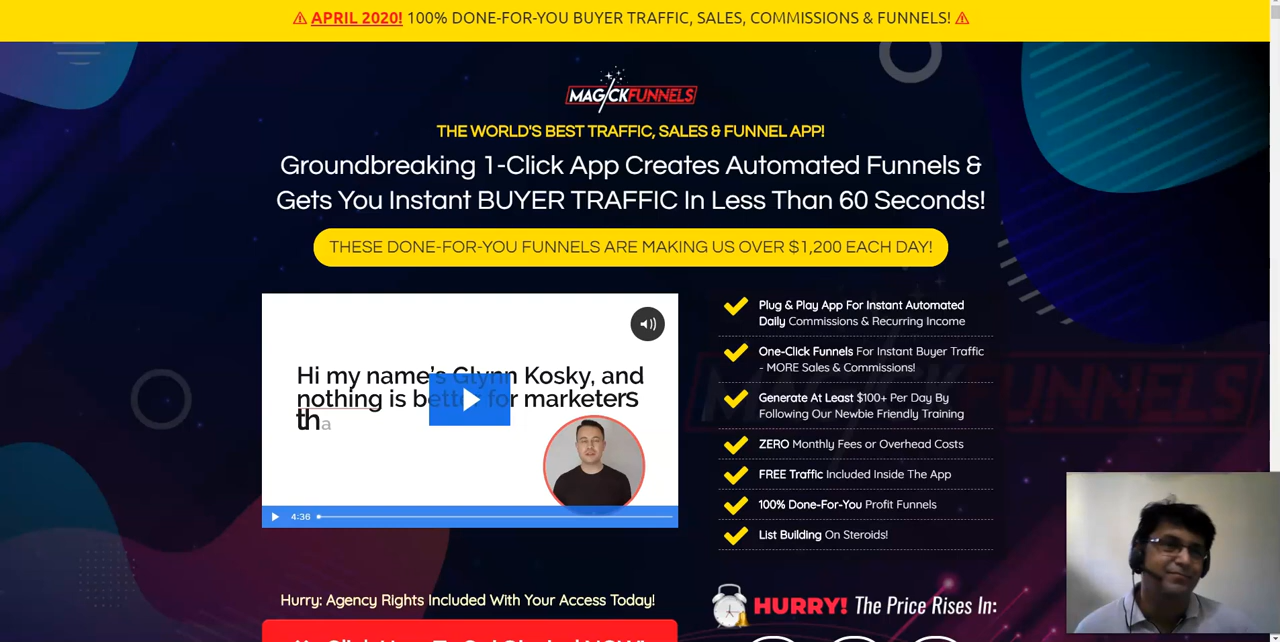 ⚠ APRIL 2020! 100% DONE-FOR-YOU BUYER TRAFFIC, SALES, COMMISSIONS & FUNNELS! ⚠
MAGICKFUNNELS
THE WORLD'S BEST TRAFFIC, SALES & FUNNEL APP!
Groundbreaking 1-Click App Creates Automated Funnels &
Gets You Instant BUYER TRAFFIC In Less Than 60 Seconds!
THESE DONE-FOR-YOU FUNNELS ARE MAKING US OVER $1,200 EACH DAY!
Hi my name's Glynn Kosky, and
nothing is better for marketers
tha
4:36
Plug & Play App For Instant Automated
Daily Commissions & Recurring Income
One-Click Funnels For Instant Buyer Traffic
- MORE Sales & Commissions!
Generate At Least $100+ Per Day By
Following Our Newbie Friendly Training
ZERO Monthly Fees or Overhead Costs
FREE Traffic Included Inside The App
100% Done-For-You Profit Funnels
List Building On Steroids!
Hurry: Agency Rights Included With Your Access Today!
HURRY! The Price Rises In: